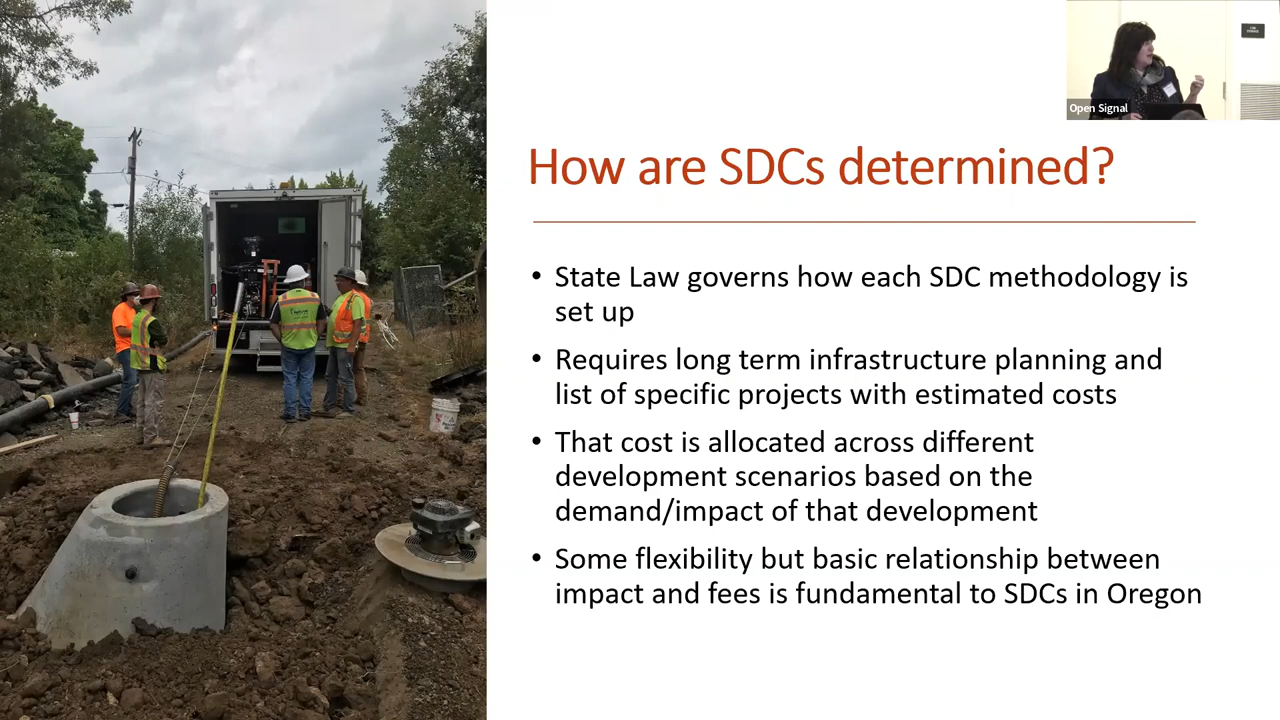 Open Signal
How are SDCs determined?
• State Law governs how each SDC methodology is
set up
• Requires long term infrastructure planning and
list of specific projects with estimated costs
• That cost is allocated across different
development scenarios based on the
demand/impact of that development
• Some flexibility but basic relationship between
impact and fees is fundamental to SDCs in Oregon